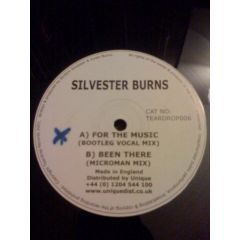 SILVESTER BURNS
CAT NO.
TEARDROP006
A) FOR THE MUSIC
(BOOTLEG VOCAL MIX)
B) BEEN THERE
(MICROMAN MIX)
Made in England
Distributed by Unique
+44 (0) 1204 544 100
www.uniquedist.co.uk